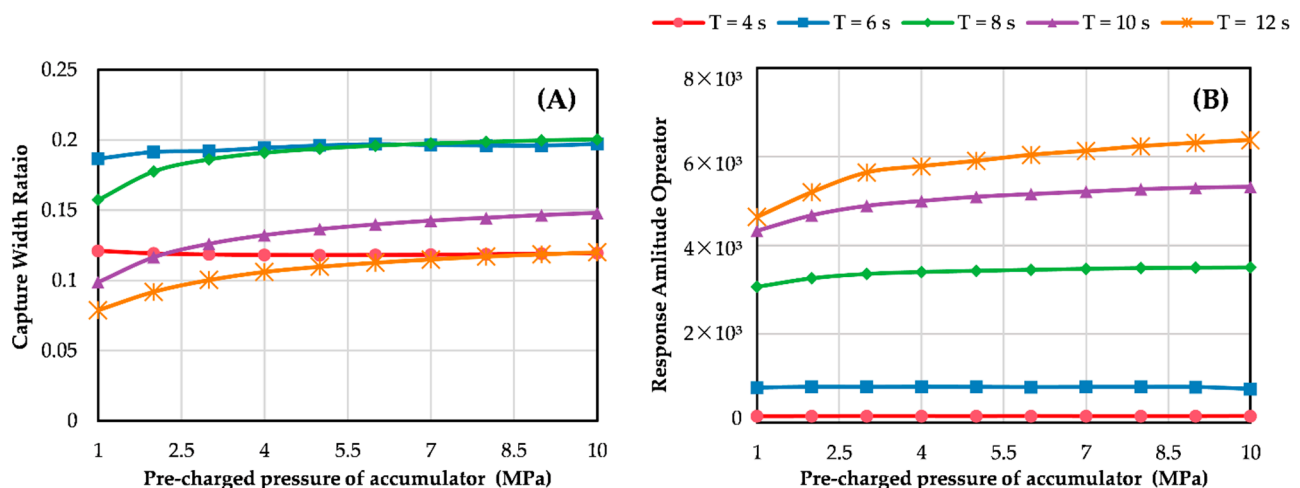 T = 4 s T = 6 s T = 8 s T = 10 s T = 12 s
(A)
Capture Width Rataio
0.25
0.2
0.15
0.1
0.05
0
1 2.5 4 5.5 7 8.5 10
Pre-charged pressure of accumulator (MPa)
(B)
Response Amlitude Opreator
8×10³
6×10³
4×10³
2×10³
0
1 2.5 4 5.5 7 8.5 10
Pre-charged pressure of accumulator (MPa)